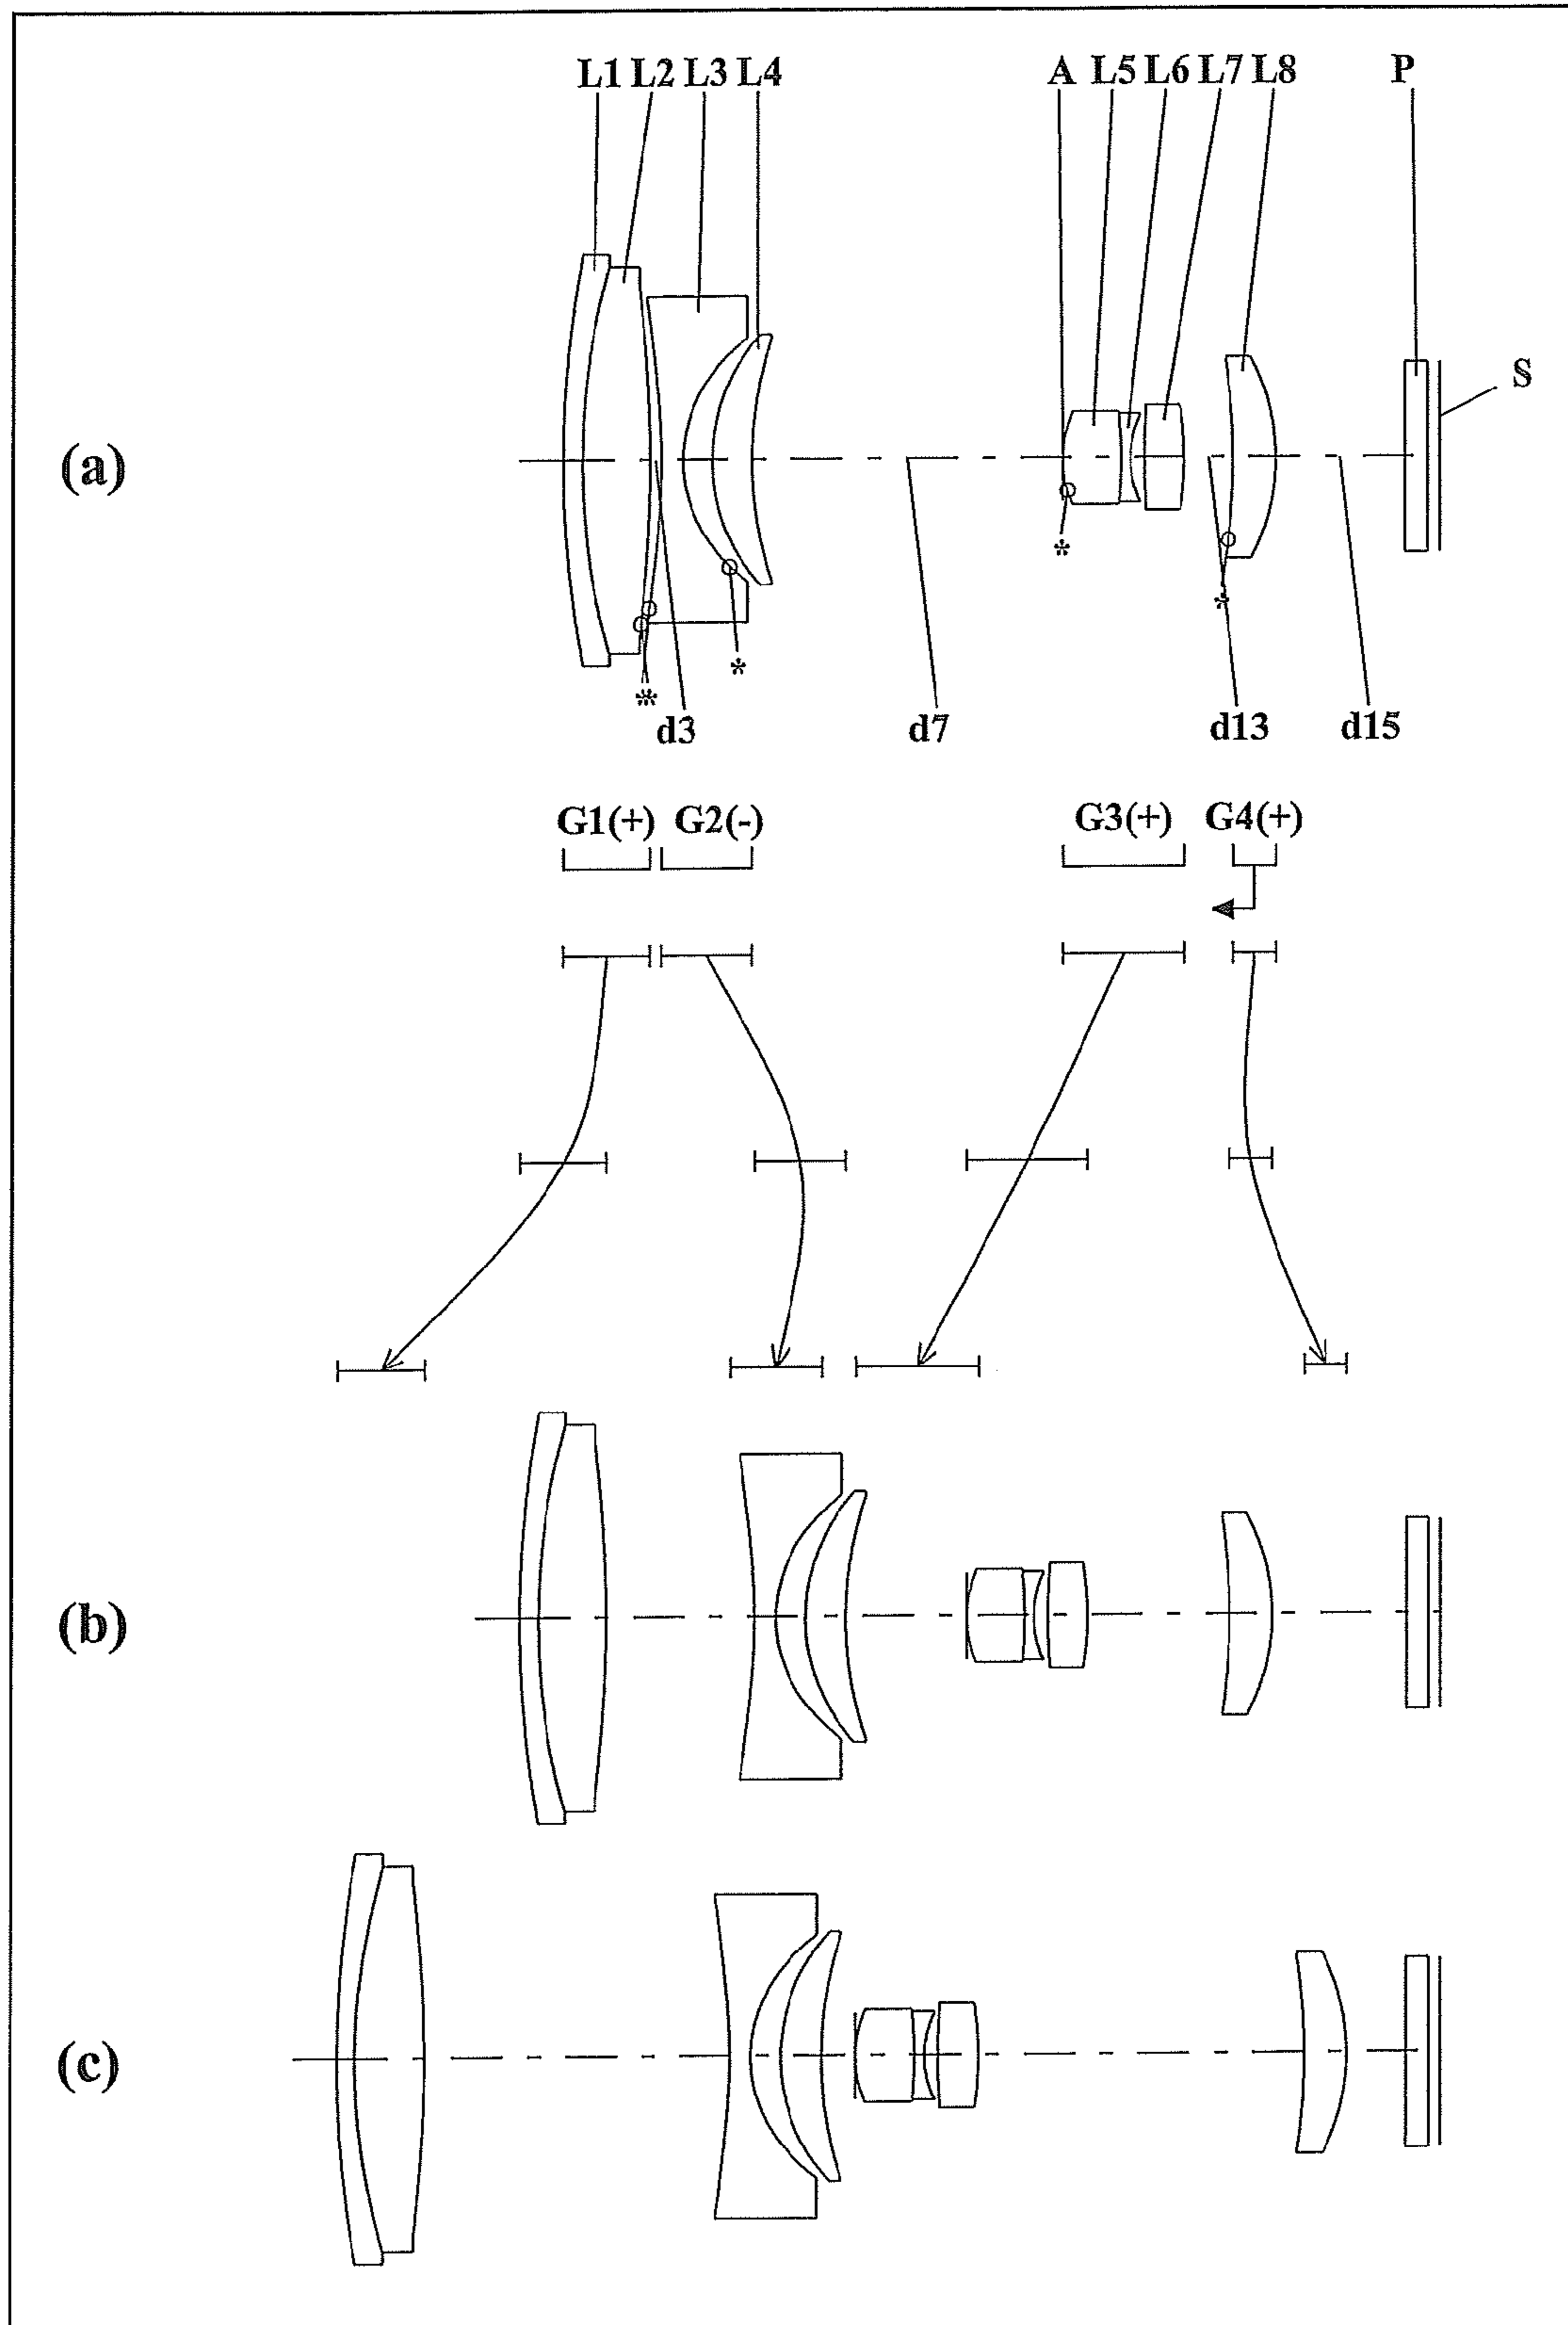 L1 L2 L3 L4 A L5 L6 L7 L8 P
S
(a)
*
*
*
*
d3 d7 d13 d15
G1(+) G2(-) G3(+) G4(+)
(b)
(c)